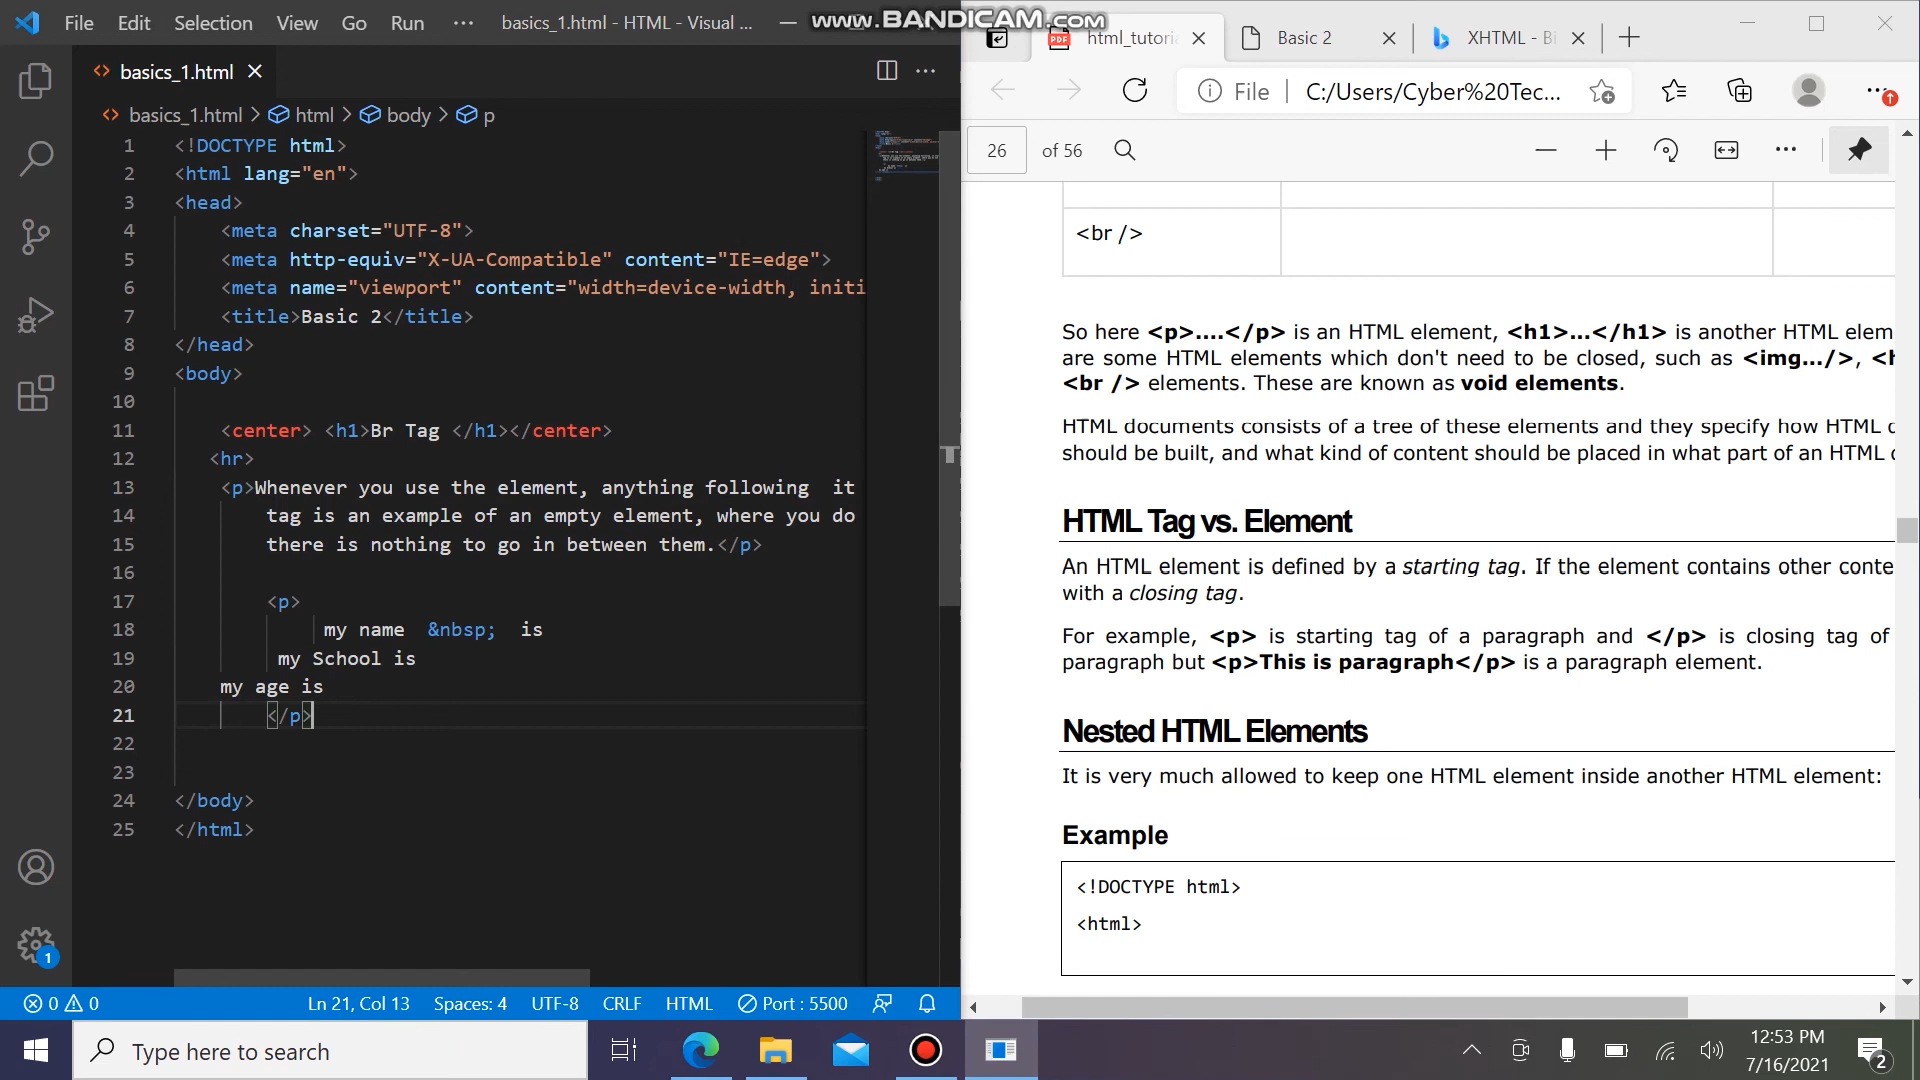 File Edit Selection View Go Run ··· basics_1.html - HTML - Visual ...
www.BANDICAM.com
basics_1.html
basics_1.html > html > body > p
1 <!DOCTYPE html>
2 <html lang="en">
3 <head>
4 <meta charset="UTF-8">
5 <meta http-equiv="X-UA-Compatible" content="IE=edge">
6 <meta name="viewport" content="width=device-width, initi
7 <title>Basic 2</title>
8 </head>
9 <body>
10
11 <center> <h1>Br Tag </h1></center>
12 <hr>
13 <p>Whenever you use the element, anything following  it
14 tag is an example of an empty element, where you do
15 there is nothing to go in between them.</p>
16
17 <p>
18 my name  &nbsp;  is
19 my School is
20 my age is
21 </p>
22
23
24 </body>
25 </html>
0 0 Ln 21, Col 13 Spaces: 4 UTF-8 CRLF HTML Port : 5500
1
PDF html_tutori Basic 2 XHTML - Bi
File C:/Users/Cyber%20Tec...
26 of 56
<br />
So here <p>....</p> is an HTML element, <h1>...</h1> is another HTML elem
are some HTML elements which don't need to be closed, such as <img.../>, <h
<br /> elements. These are known as void elements.
HTML documents consists of a tree of these elements and they specify how HTML
should be built, and what kind of content should be placed in what part of an HTML
HTML Tag vs. Element
An HTML element is defined by a starting tag. If the element contains other conte
with a closing tag.
For example, <p> is starting tag of a paragraph and </p> is closing tag of
paragraph but <p>This is paragraph</p> is a paragraph element.
Nested HTML Elements
It is very much allowed to keep one HTML element inside another HTML element:
Example
<!DOCTYPE html>
<html>
Type here to search
12:53 PM
7/16/2021
2